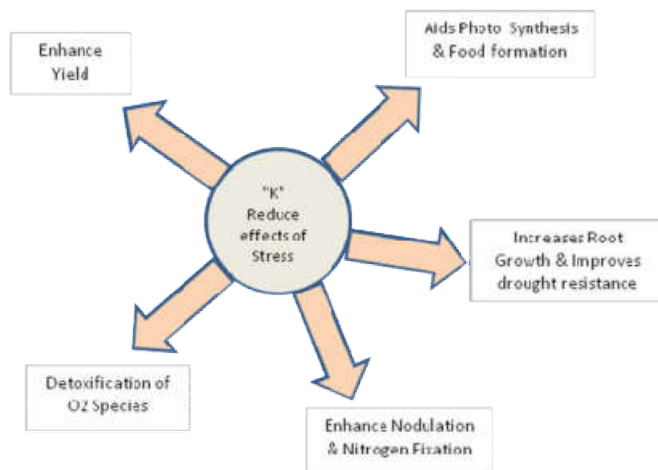 Enhance
Yield
Aids Photo Synthesis
& Food formation
"K"
Reduce
effects of
Stress
Increases Root
Growth & Improves
drought resistance
Detoxification of
O2 Species
Enhance Nodulation
& Nitrogen Fixation